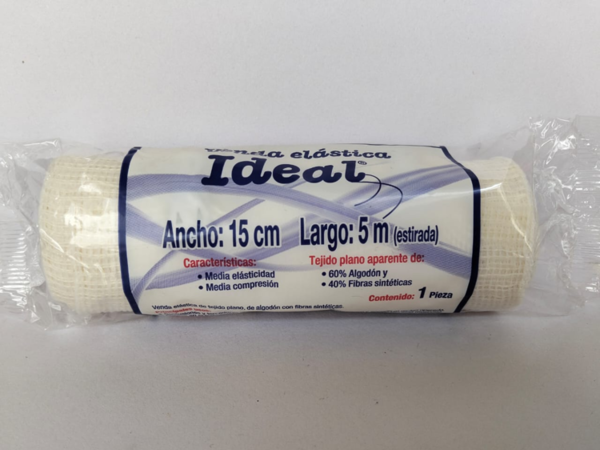 Venda elástica
Ideal®
Ancho: 15 cm Largo: 5 m (estirada)
Características:
• Media elásticidad
• Media compresión
Tejido plano aparente de:
• 60% Algodón y
• 40% Fibras sintéticas
Contenido: 1 Pieza
Venda elástica de tejido plano, de algodón con fibras sintéticas.